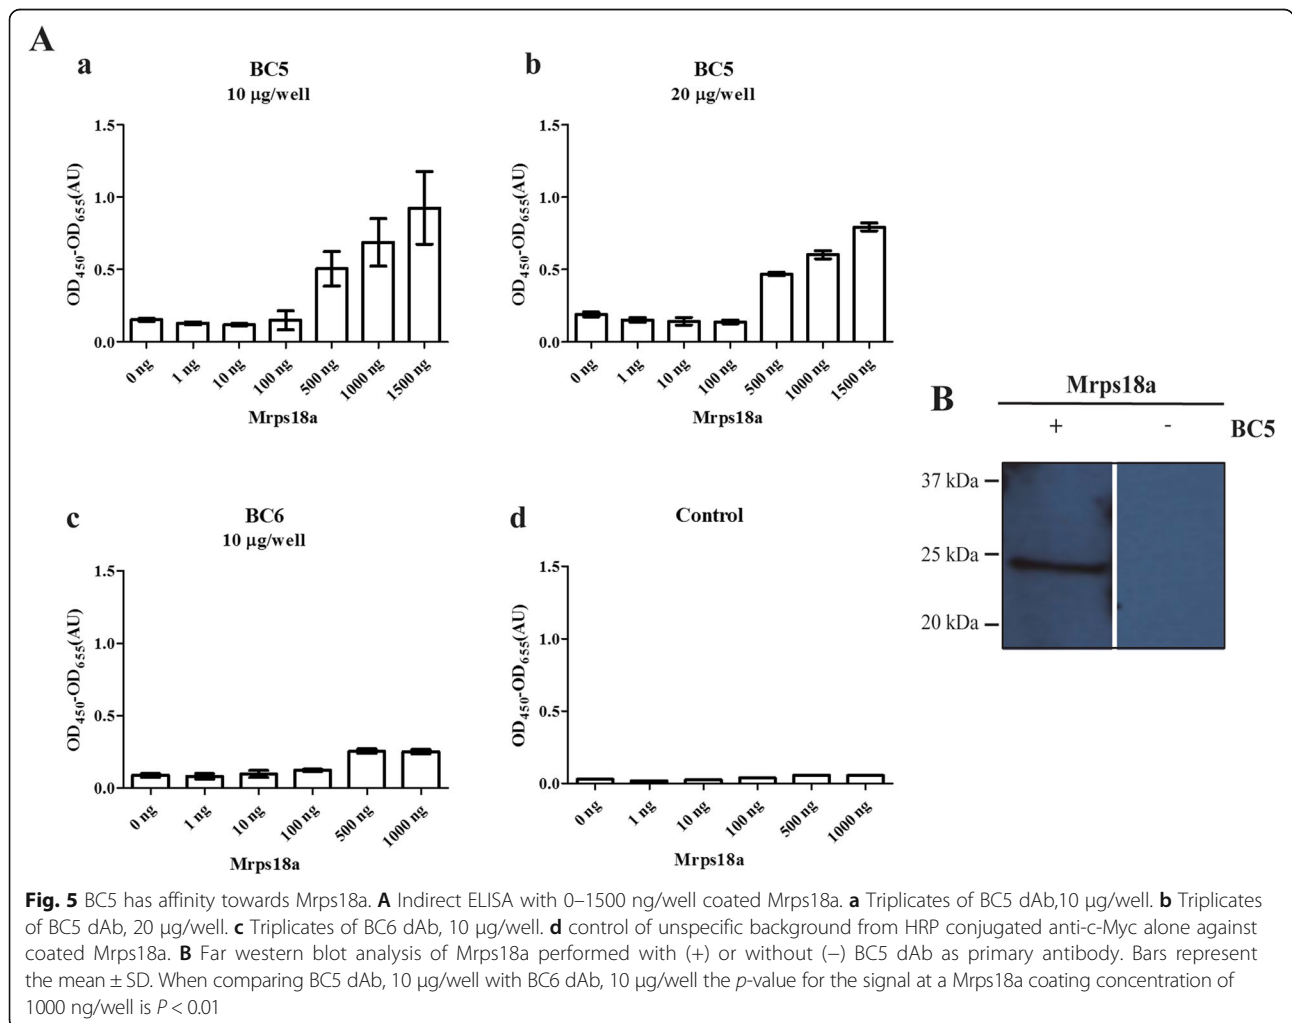 A
a
BC5
10 µg/well
OD450-OD655(AU)
1.5
1.0
0.5
0.0
0 ng
1 ng
10 ng
100 ng
500 ng
1000 ng
1500 ng
Mrps18a
b
BC5
20 µg/well
OD450-OD655(AU)
1.5
1.0
0.5
0.0
0 ng
1 ng
10 ng
100 ng
500 ng
1000 ng
1500 ng
Mrps18a
B
Mrps18a
+ - BC5
37 kDa
25 kDa
20 kDa
c
BC6
10 µg/well
OD450-OD655(AU)
1.5
1.0
0.5
0.0
0 ng
1 ng
10 ng
100 ng
500 ng
1000 ng
Mrps18a
d
Control
OD450-OD655(AU)
1.5
1.0
0.5
0.0
0 ng
1 ng
10 ng
100 ng
500 ng
1000 ng
Mrps18a
Fig. 5 BC5 has affinity towards Mrps18a. A Indirect ELISA with 0–1500 ng/well coated Mrps18a. a Triplicates of BC5 dAb,10 µg/well. b Triplicates
of BC5 dAb, 20 µg/well. c Triplicates of BC6 dAb, 10 µg/well. d control of unspecific background from HRP conjugated anti-c-Myc alone against
coated Mrps18a. B Far western blot analysis of Mrps18a performed with (+) or without (−) BC5 dAb as primary antibody. Bars represent
the mean ± SD. When comparing BC5 dAb, 10 µg/well with BC6 dAb, 10 µg/well the p-value for the signal at a Mrps18a coating concentration of
1000 ng/well is P < 0.01